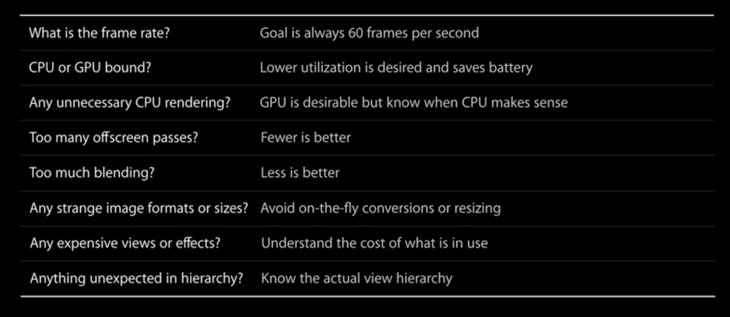 What is the frame rate? Goal is always 60 frames per second
CPU or GPU bound? Lower utilization is desired and saves battery
Any unnecessary CPU rendering? GPU is desirable but know when CPU makes sense
Too many offscreen passes? Fewer is better
Too much blending? Less is better
Any strange image formats or sizes? Avoid on-the-fly conversions or resizing
Any expensive views or effects? Understand the cost of what is in use
Anything unexpected in hierarchy? Know the actual view hierarchy